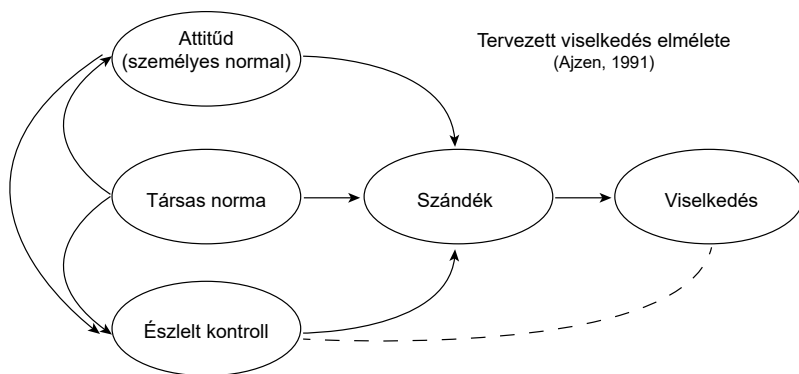 Attitűd
(személyes normal)
Tervezett viselkedés elmélete
(Ajzen, 1991)
Társas norma
Szándék
Viselkedés
Észlelt kontroll